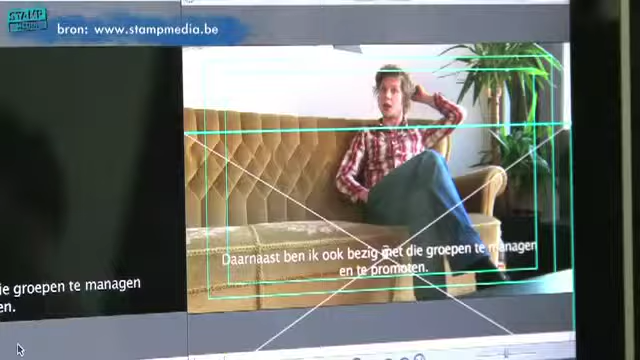 STAMP
MEDIA
bron: www.stampmedia.be
Daarnaast ben ik ook bezig met die groepen te managen
en te promoten.
ie groepen te managen
en.